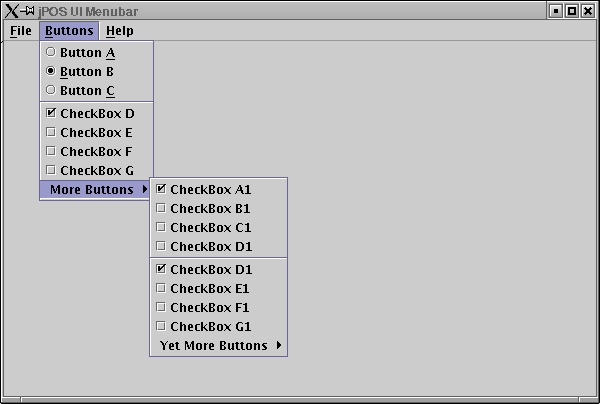 jPOS UI Menubar
File Buttons Help
Button A
Button B
Button C
CheckBox D
CheckBox E
CheckBox F
CheckBox G
More Buttons
CheckBox A1
CheckBox B1
CheckBox C1
CheckBox D1
CheckBox D1
CheckBox E1
CheckBox F1
CheckBox G1
Yet More Buttons